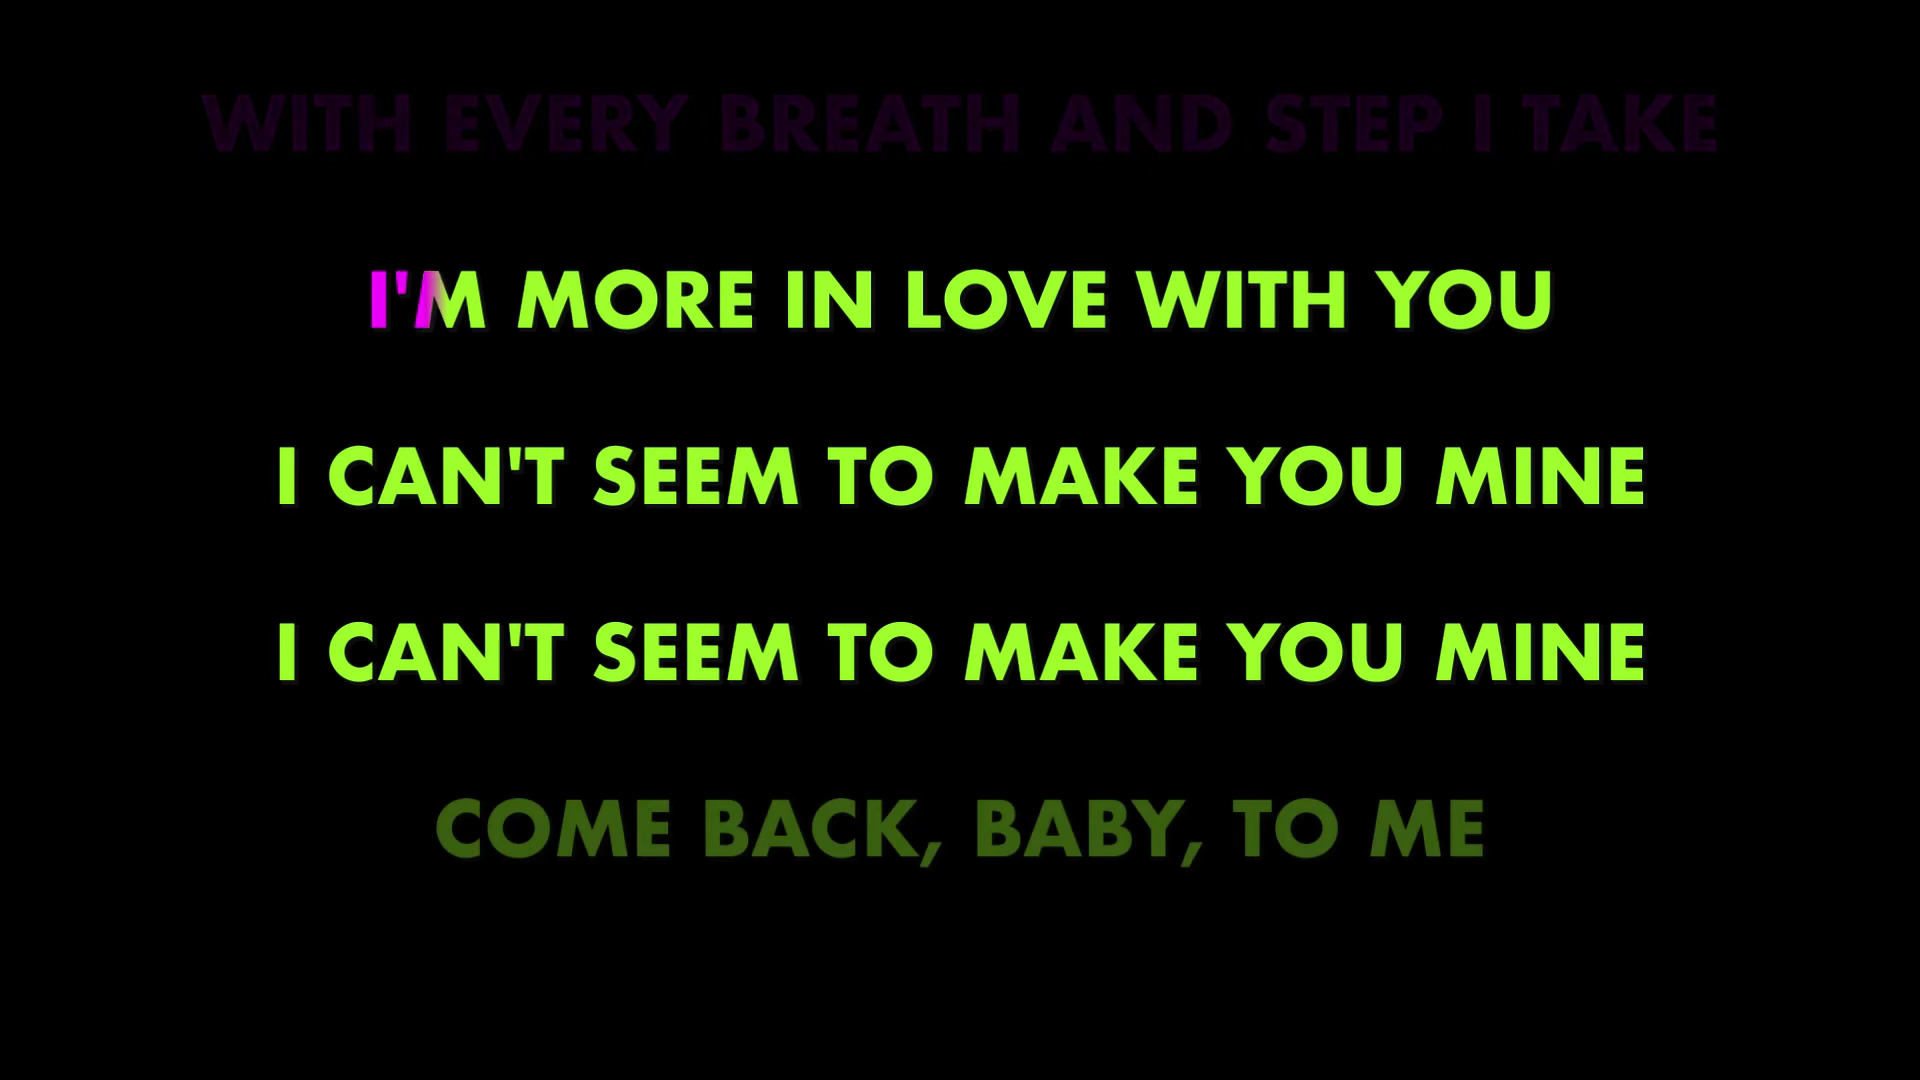 WITH EVERY BREATH AND STEP I TAKE
I'M MORE IN LOVE WITH YOU
I CAN'T SEEM TO MAKE YOU MINE
I CAN'T SEEM TO MAKE YOU MINE
COME BACK, BABY, TO ME